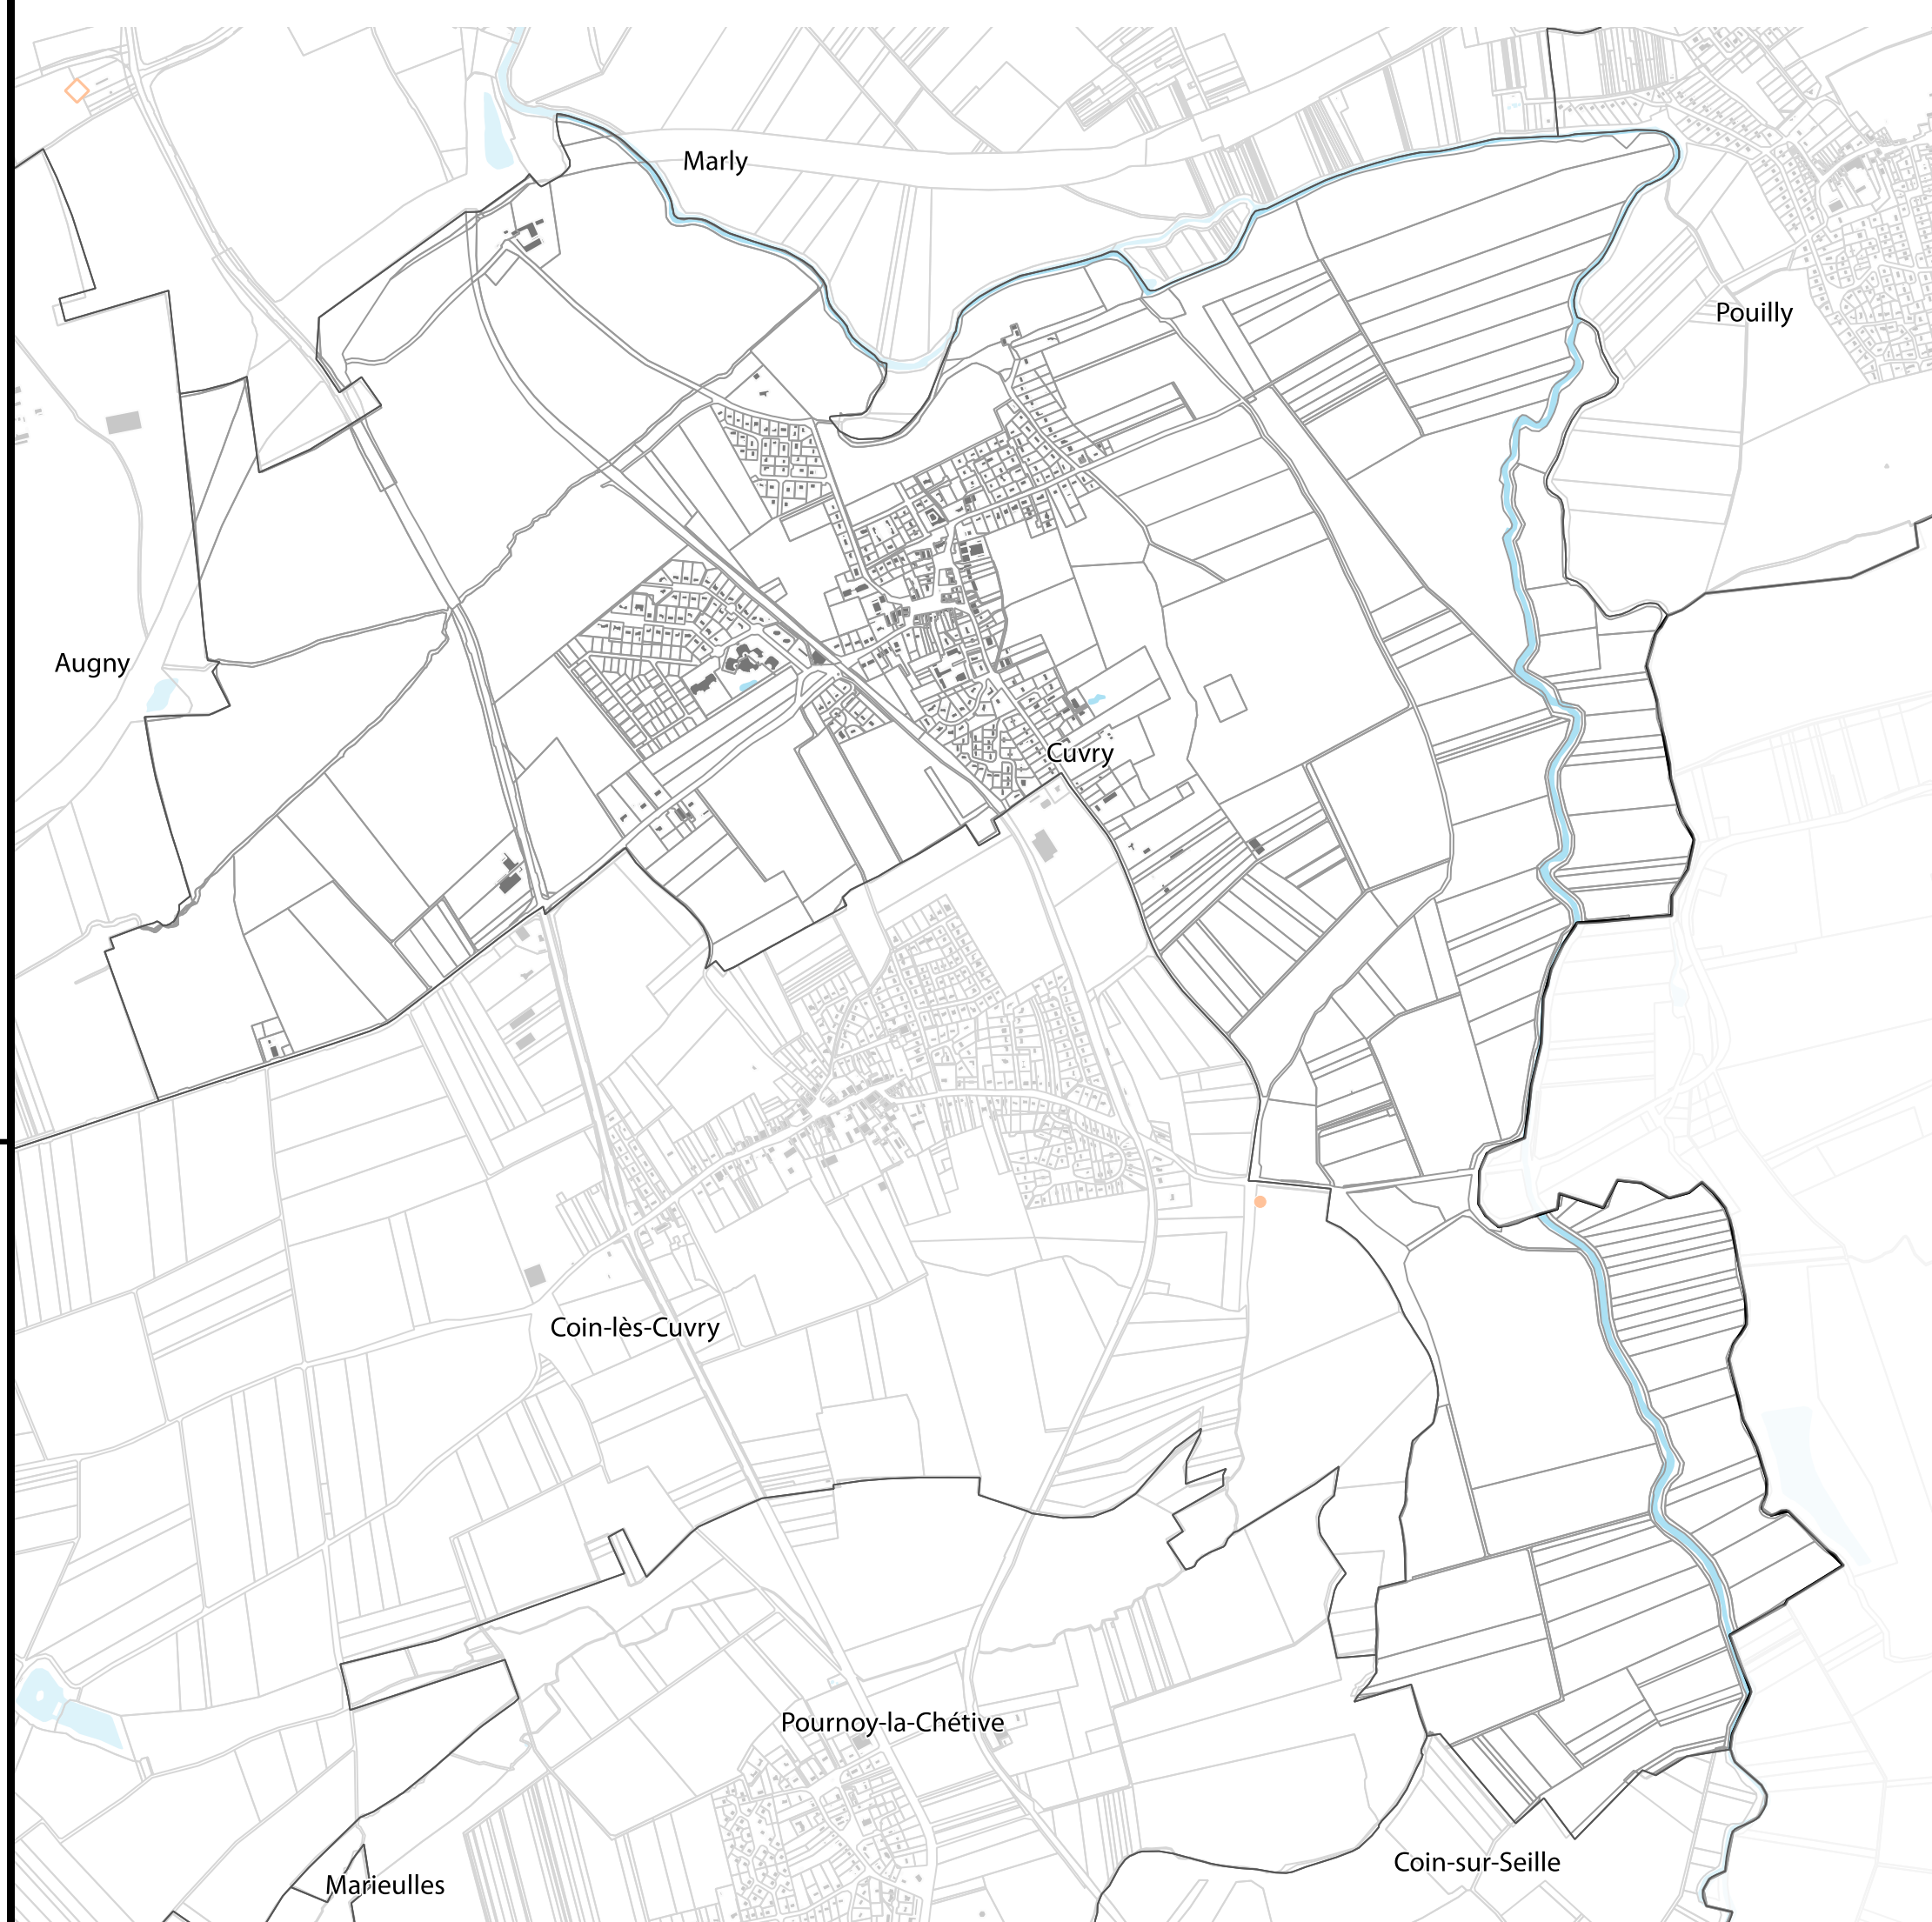 Marly
Pouilly
Augny
Cuvry
Coin-lès-Cuvry
Pournoy-la-Chétive
Coin-sur-Seille
Marieulles